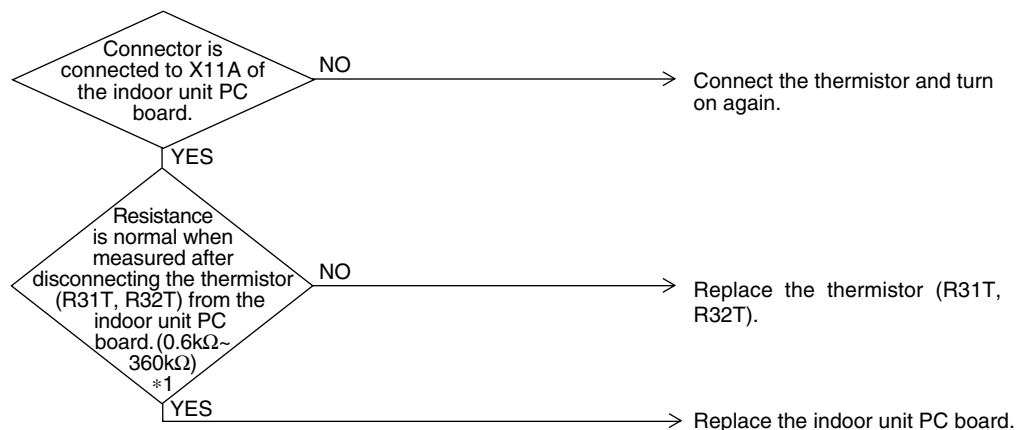 Connector is
connected to X11A of
the indoor unit PC
board.
NO
Connect the thermistor and turn
on again.
YES
Resistance
is normal when
measured after
disconnecting the thermistor
(R31T, R32T) from the
indoor unit PC
board.(0.6kΩ~
360kΩ)
*1
NO
Replace the thermistor (R31T,
R32T).
YES
Replace the indoor unit PC board.